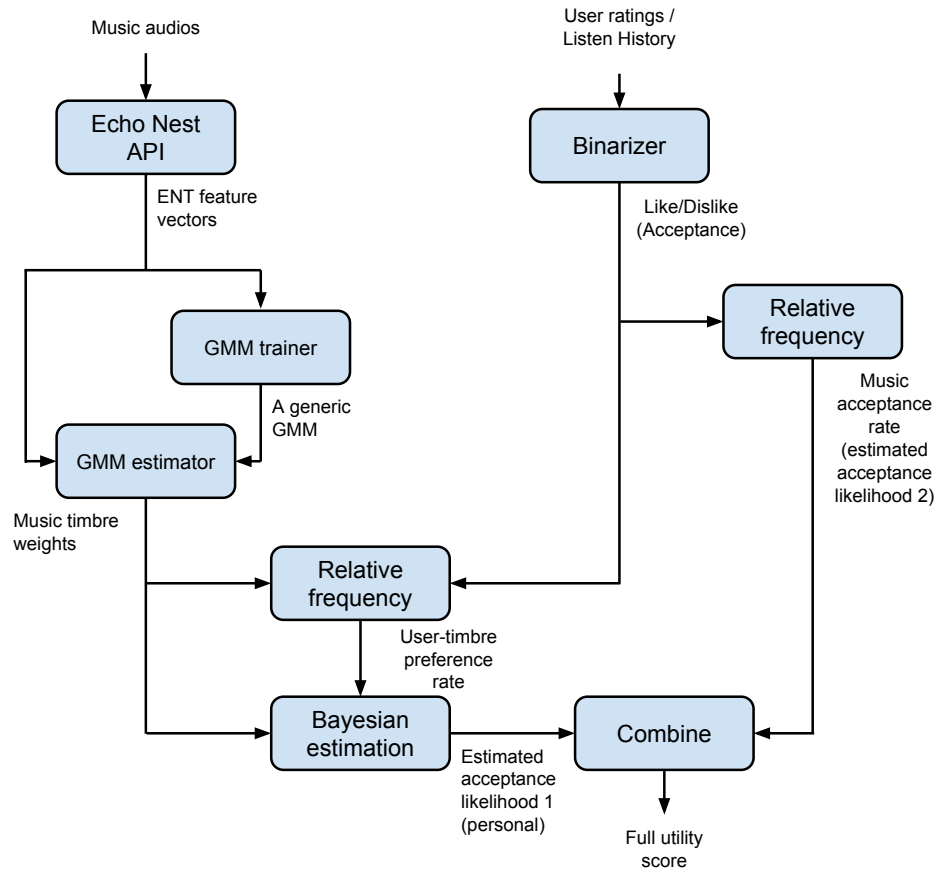 Music audios
User ratings /
Listen History
Echo Nest
API
Binarizer
ENT feature
vectors
Like/Dislike
(Acceptance)
GMM trainer
Relative
frequency
A generic
GMM
Music
acceptance
rate
(estimated
acceptance
likelihood 2)
GMM estimator
Music timbre
weights
Relative
frequency
User-timbre
preference
rate
Bayesian
estimation
Combine
Estimated
acceptance
likelihood 1
(personal)
Full utility
score